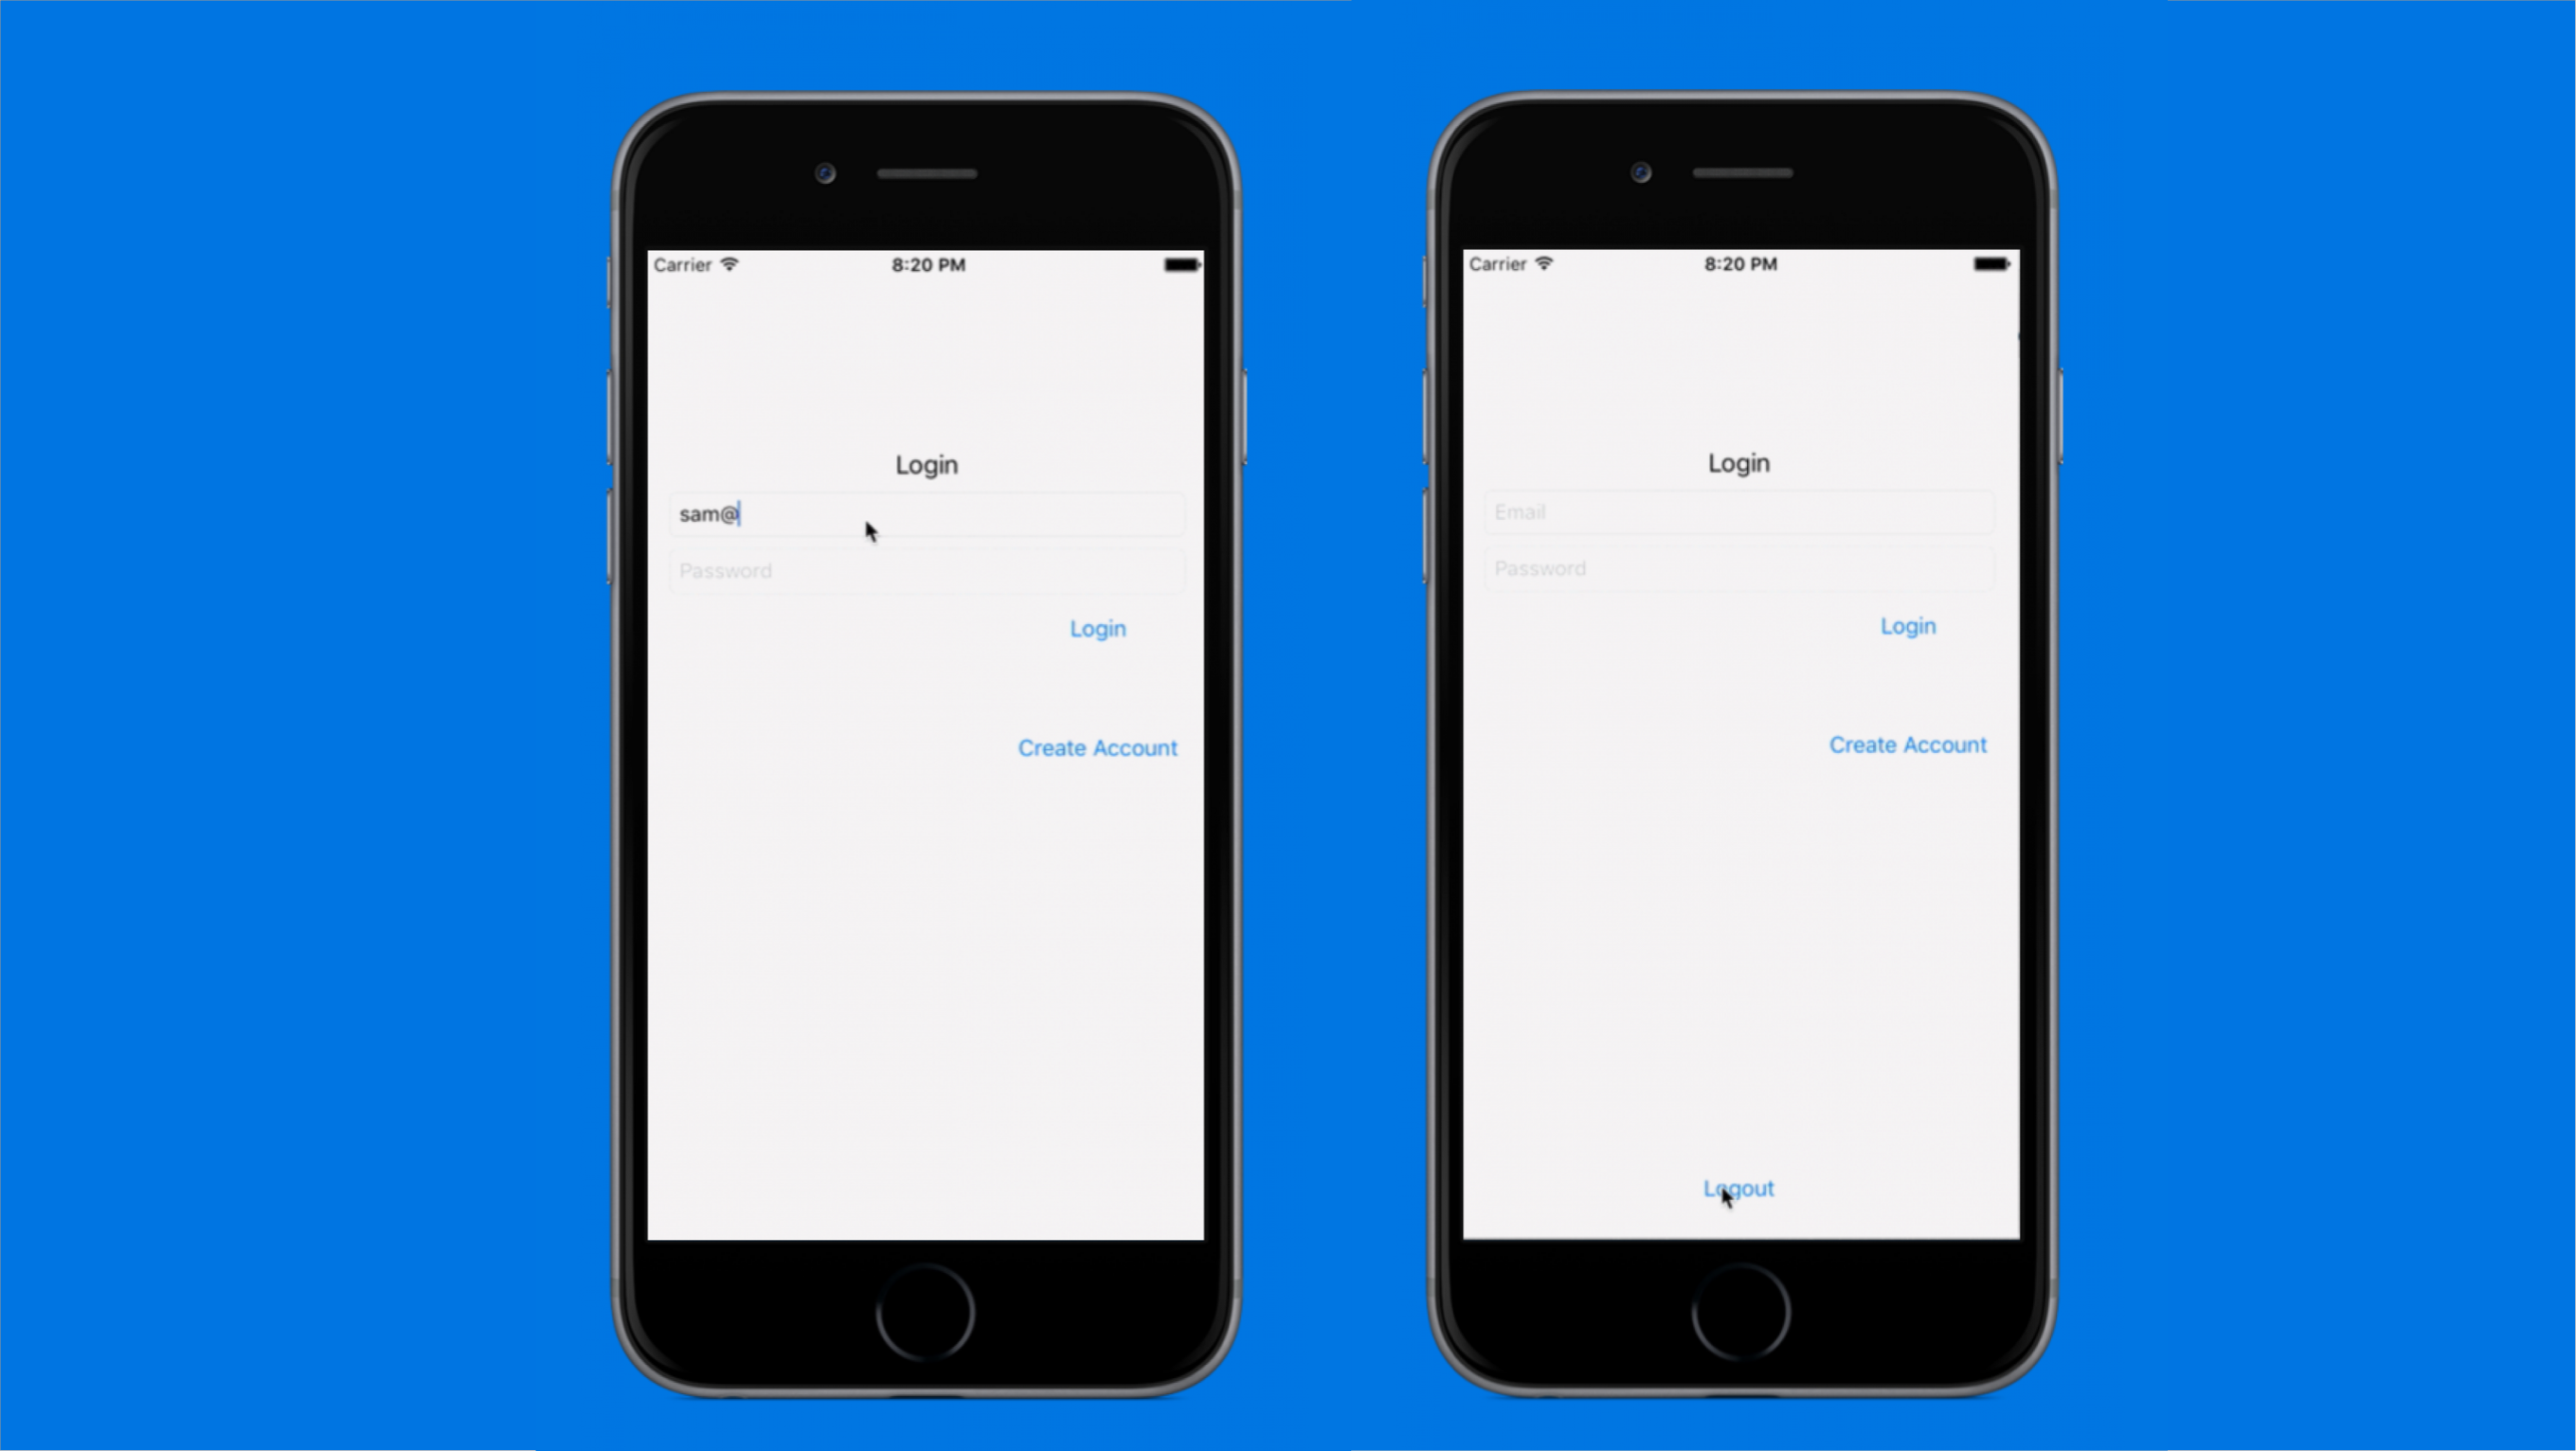 Carrier 8:20 PM
Login
sam@
Password
Login
Create Account
Carrier 8:20 PM
Login
Email
Password
Login
Create Account
Logout